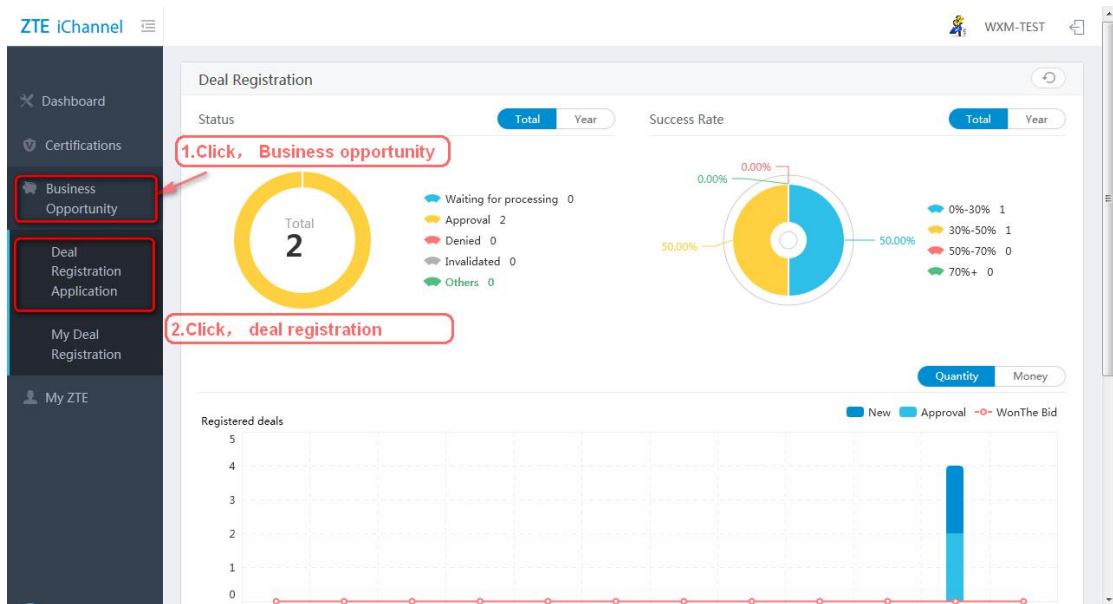 ZTE iChannel
WXM-TEST
Dashboard
Certifications
Business
Opportunity
Deal
Registration
Application
My Deal
Registration
My ZTE
Deal Registration
Status
Total Year
Success Rate
Total Year
1.Click， Business opportunity
Total
2
Waiting for processing 0
Approval 2
Denied 0
Invalidated 0
Others 0
0.00%
0.00%
50.00%
50.00%
0%-30% 1
30%-50% 1
50%-70% 0
70%+ 0
2.Click， deal registration
Quantity Money
Registered deals
New Approval WonThe Bid
5
4
3
2
1
0